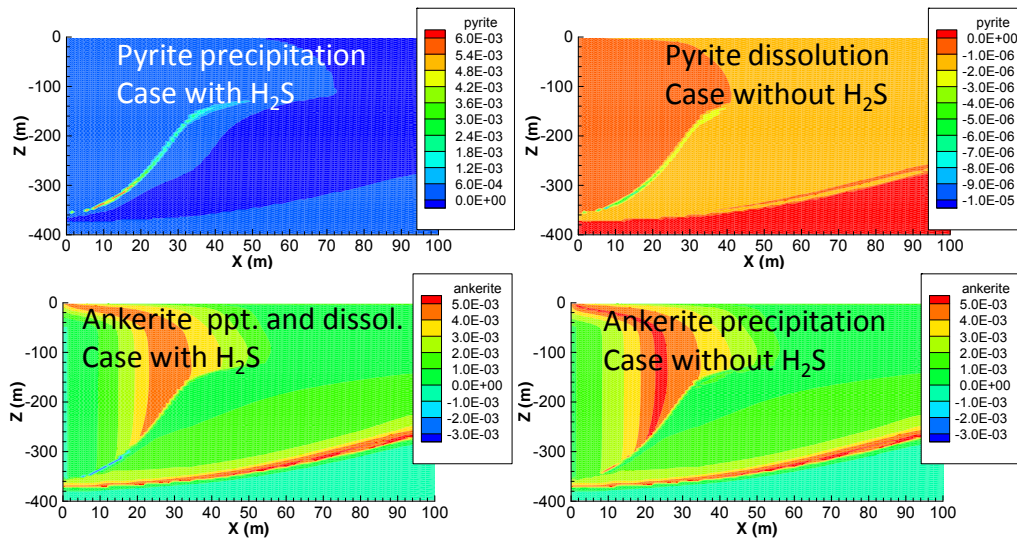 pyrite
6.0E-03
5.4E-03
4.8E-03
4.2E-03
3.6E-03
3.0E-03
2.4E-03
1.8E-03
1.2E-03
6.0E-04
0.0E+00
Pyrite precipitation
Case with H₂S
0
-100
-200
-300
-400
Z (m)
0 10 20 30 40 50 60 70 80 90 100
X (m)
pyrite
0.0E+00
-1.0E-06
-2.0E-06
-3.0E-06
-4.0E-06
-5.0E-06
-6.0E-06
-7.0E-06
-8.0E-06
-9.0E-06
-1.0E-05
Pyrite dissolution
Case without H₂S
0
-100
-200
-300
-400
Z (m)
0 10 20 30 40 50 60 70 80 90 100
X (m)
ankerite
5.0E-03
4.0E-03
3.0E-03
2.0E-03
1.0E-03
0.0E+00
-1.0E-03
-2.0E-03
-3.0E-03
Ankerite ppt. and dissol.
Case with H₂S
0
-100
-200
-300
-400
Z (m)
0 10 20 30 40 50 60 70 80 90 100
X (m)
ankerite
5.0E-03
4.0E-03
3.0E-03
2.0E-03
1.0E-03
0.0E+00
-1.0E-03
-2.0E-03
-3.0E-03
Ankerite precipitation
Case without H₂S
0
-100
-200
-300
-400
Z (m)
0 10 20 30 40 50 60 70 80 90 100
X (m)